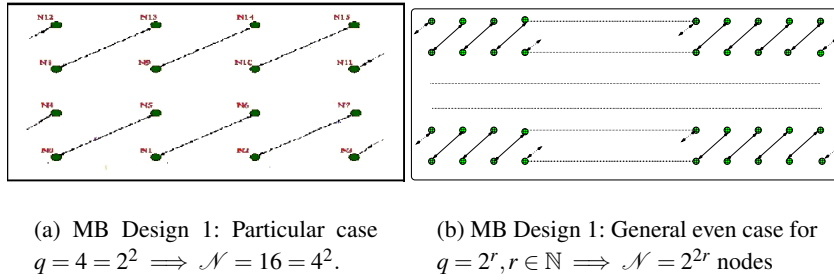 N12 N13 N14 N15
N8 N9 N10 N11
N4 N5 N6 N7
N0 N1 N2 N3
(a) MB Design 1: Particular case
q = 4 = 2² ⟹ 𝒩 = 16 = 4².
(b) MB Design 1: General even case for
q = 2^r, r ∈ ℕ ⟹ 𝒩 = 2^{2r} nodes